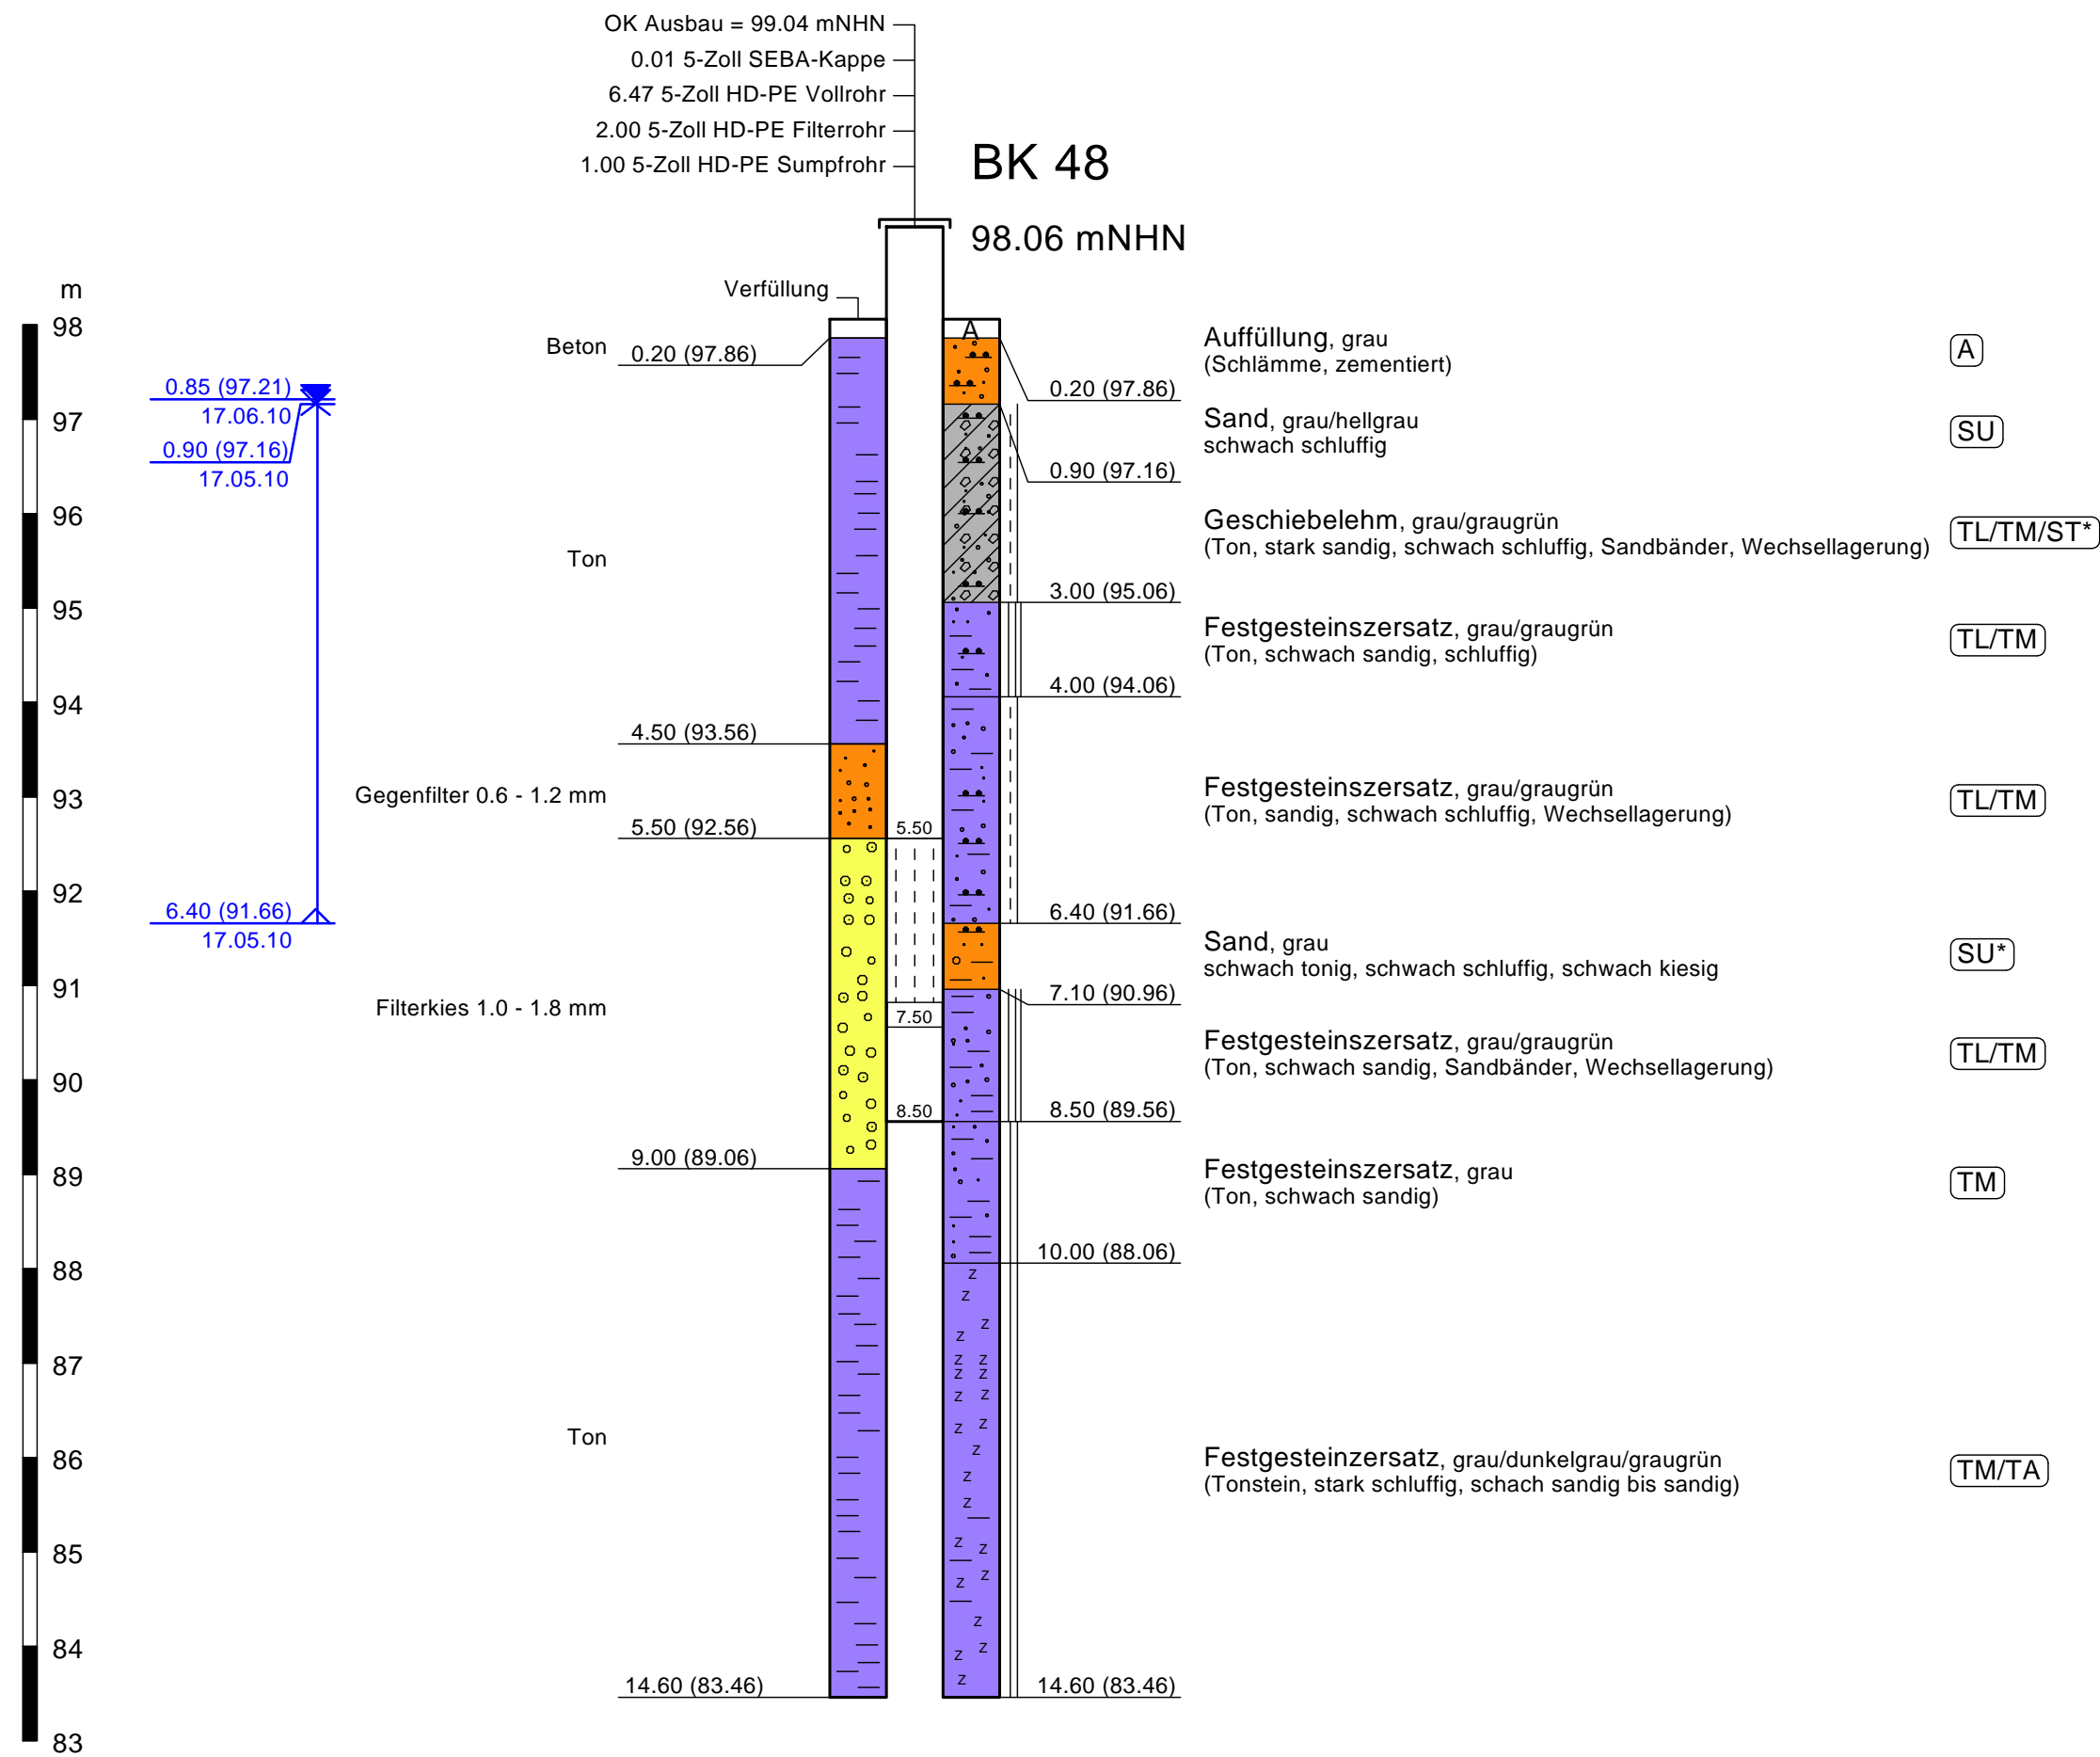 OK Ausbau = 99.04 mNHN
0.01 5-Zoll SEBA-Kappe
6.47 5-Zoll HD-PE Vollrohr
2.00 5-Zoll HD-PE Filterrohr
1.00 5-Zoll HD-PE Sumpfrohr
BK 48
98.06 mNHN
m
98
97
96
95
94
93
92
91
90
89
88
87
86
85
84
83
0.85 (97.21)
17.06.10
0.90 (97.16)
17.05.10
6.40 (91.66)
17.05.10
Verfüllung
Beton
0.20 (97.86)
Ton
4.50 (93.56)
Gegenfilter 0.6 - 1.2 mm
5.50 (92.56)
Filterkies 1.0 - 1.8 mm
9.00 (89.06)
Ton
14.60 (83.46)
5.50
7.50
8.50
A
Auffüllung, grau
(Schlämme, zementiert)
A
0.20 (97.86)
Sand, grau/hellgrau
schwach schluffig
SU
0.90 (97.16)
Geschiebelehm, grau/graugrün
(Ton, stark sandig, schwach schluffig, Sandbänder, Wechsellagerung)
TL/TM/ST*
3.00 (95.06)
Festgesteinszersatz, grau/graugrün
(Ton, schwach sandig, schluffig)
TL/TM
4.00 (94.06)
Festgesteinszersatz, grau/graugrün
(Ton, sandig, schwach schluffig, Wechsellagerung)
TL/TM
6.40 (91.66)
Sand, grau
schwach tonig, schwach schluffig, schwach kiesig
SU*
7.10 (90.96)
Festgesteinszersatz, grau/graugrün
(Ton, schwach sandig, Sandbänder, Wechsellagerung)
TL/TM
8.50 (89.56)
Festgesteinszersatz, grau
(Ton, schwach sandig)
TM
10.00 (88.06)
Festgesteinzersatz, grau/dunkelgrau/graugrün
(Tonstein, stark schluffig, schach sandig bis sandig)
TM/TA
14.60 (83.46)